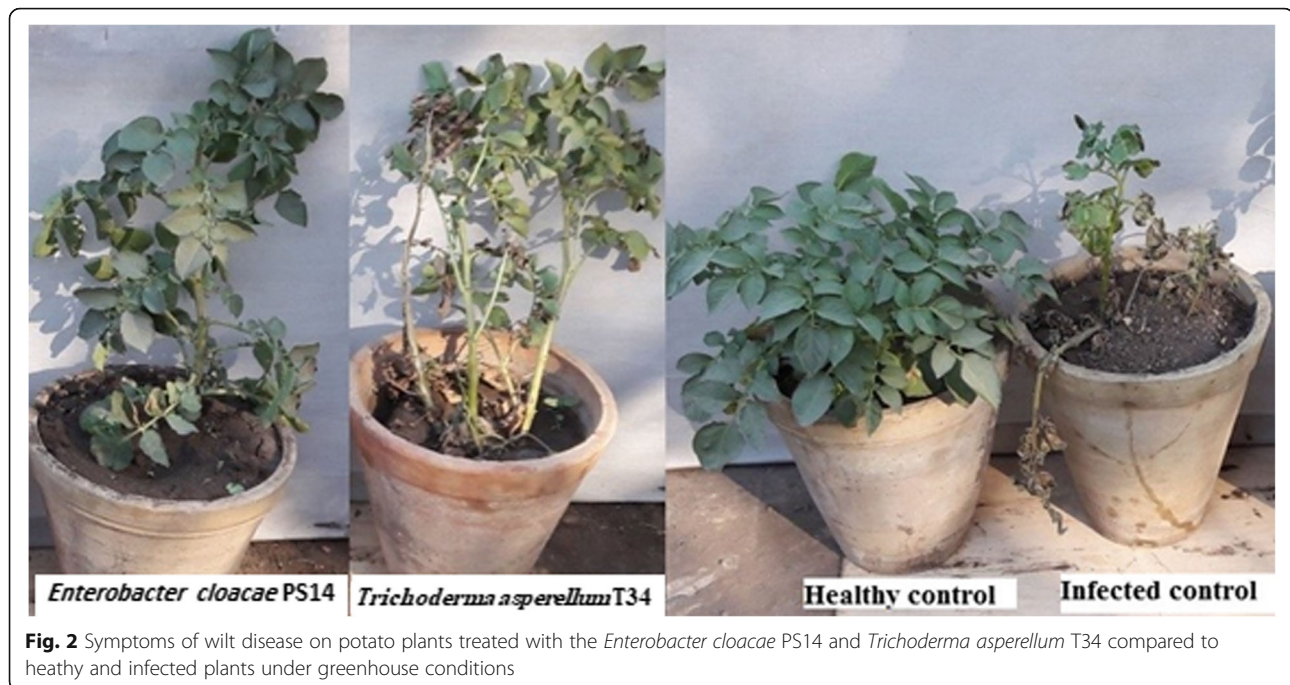 Enterobacter cloacae PS14
Trichoderma asperellum T34
Healthy control
Infected control
Fig. 2 Symptoms of wilt disease on potato plants treated with the Enterobacter cloacae PS14 and Trichoderma asperellum T34 compared to
heathy and infected plants under greenhouse conditions